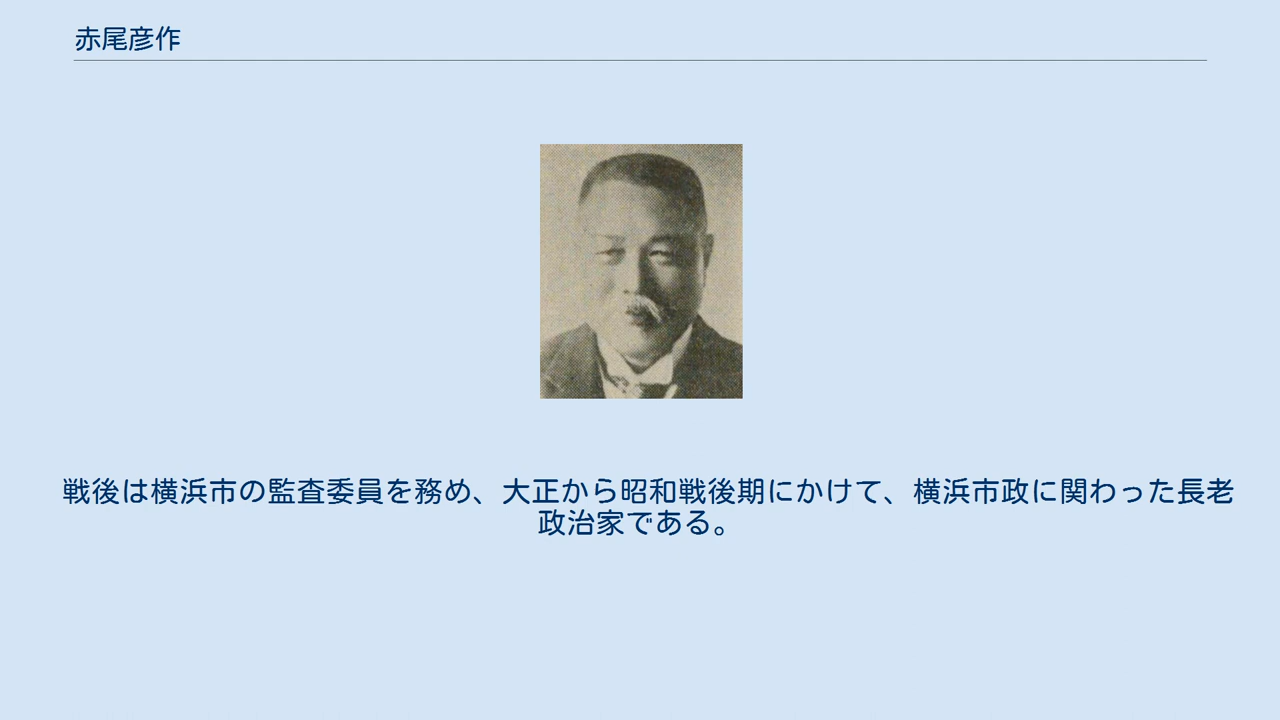 赤尾彦作
戦後は横浜市の監査委員を務め、大正から昭和戦後期にかけて、横浜市政に関わった長老
政治家である。